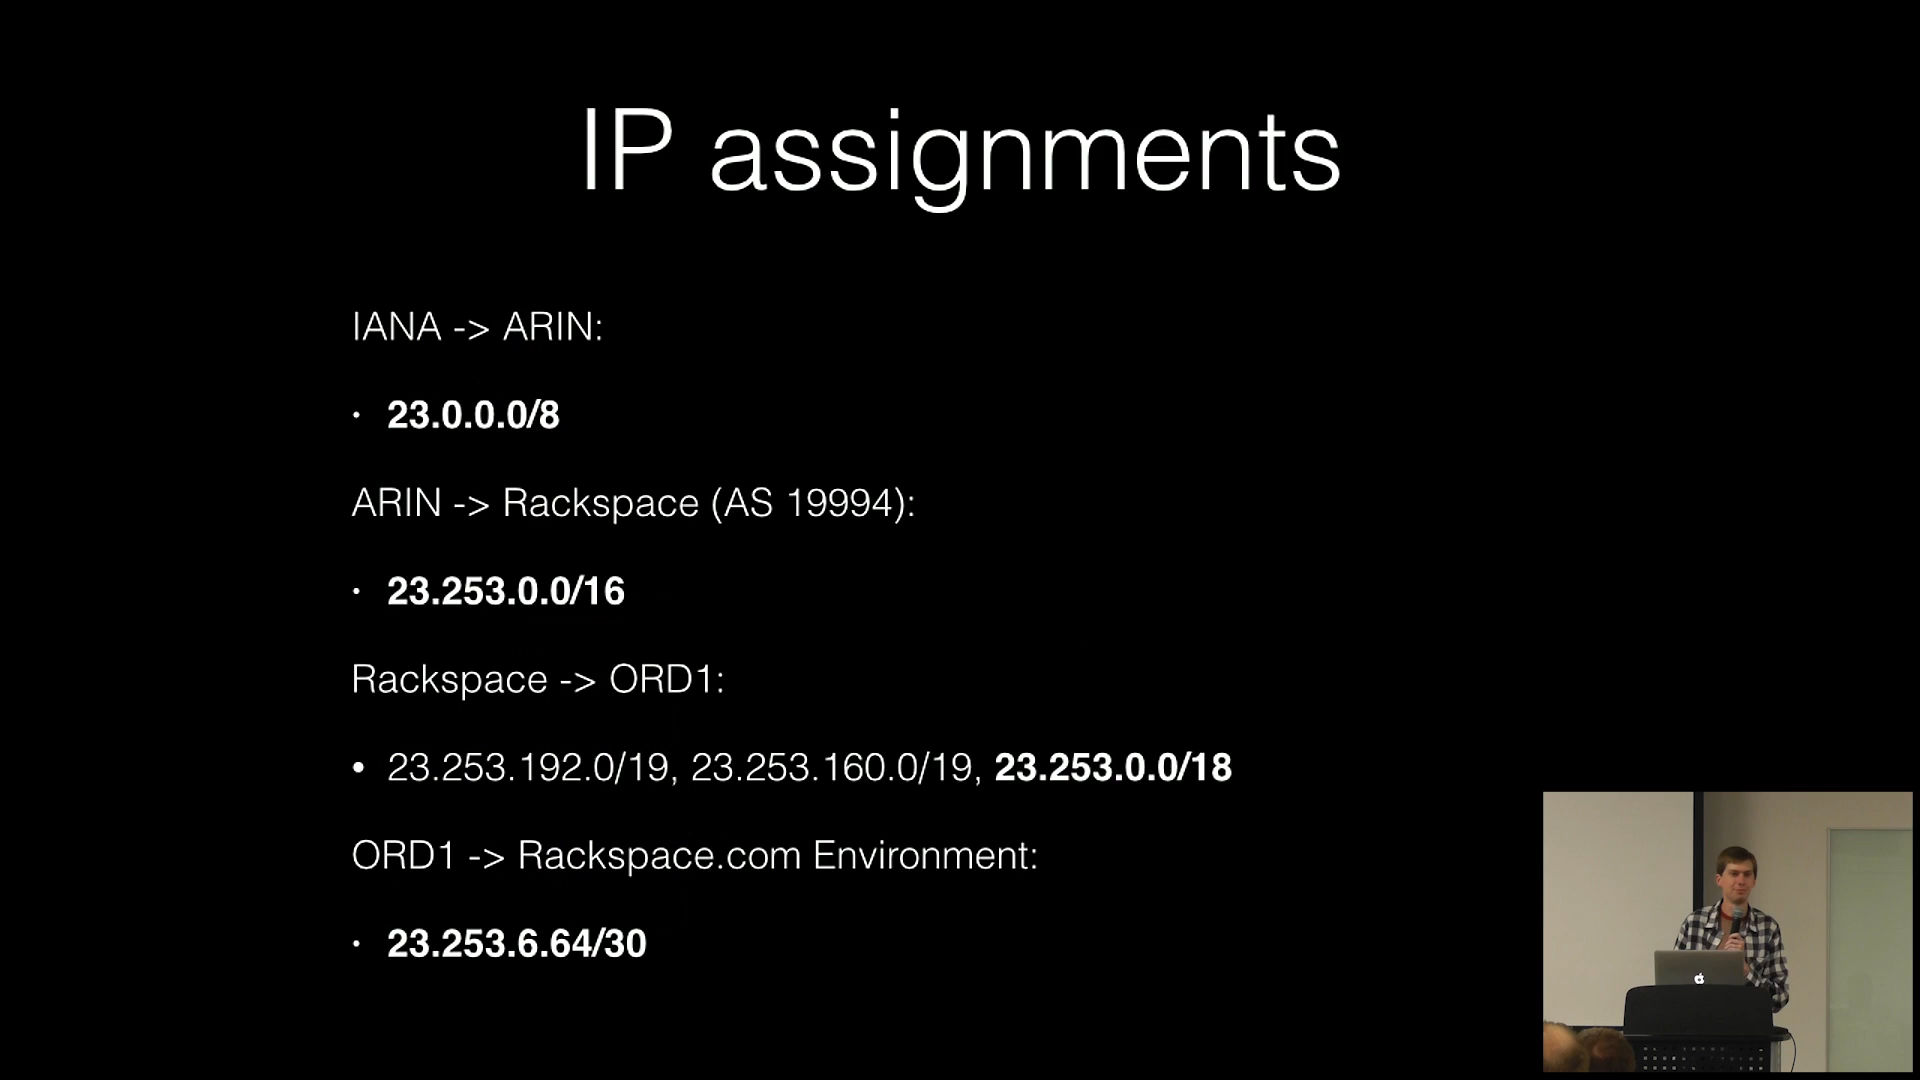 IP assignments
IANA -> ARIN:
• 23.0.0.0/8
ARIN -> Rackspace (AS 19994):
• 23.253.0.0/16
Rackspace -> ORD1:
• 23.253.192.0/19, 23.253.160.0/19, 23.253.0.0/18
ORD1 -> Rackspace.com Environment:
• 23.253.6.64/30